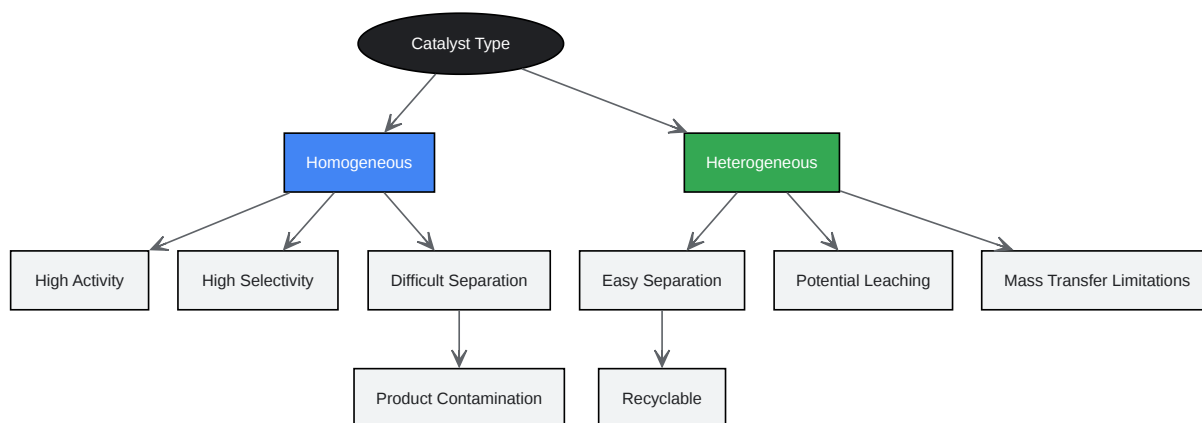 Catalyst Type
Homogeneous
Heterogeneous
High Activity
High Selectivity
Difficult Separation
Easy Separation
Potential Leaching
Mass Transfer Limitations
Product Contamination
Recyclable